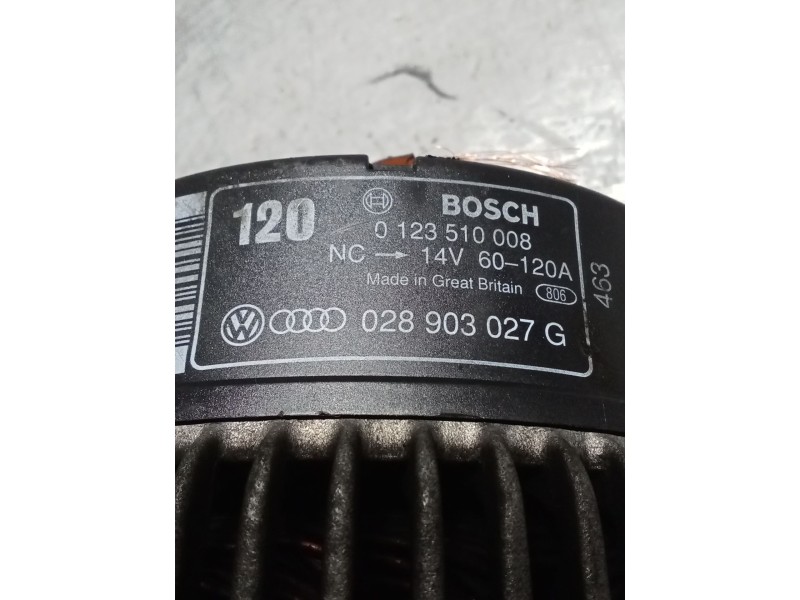 120
BOSCH
0 123 510 008
NC → 14V 60–120A
Made in Great Britain 806
028 903 027 G
463